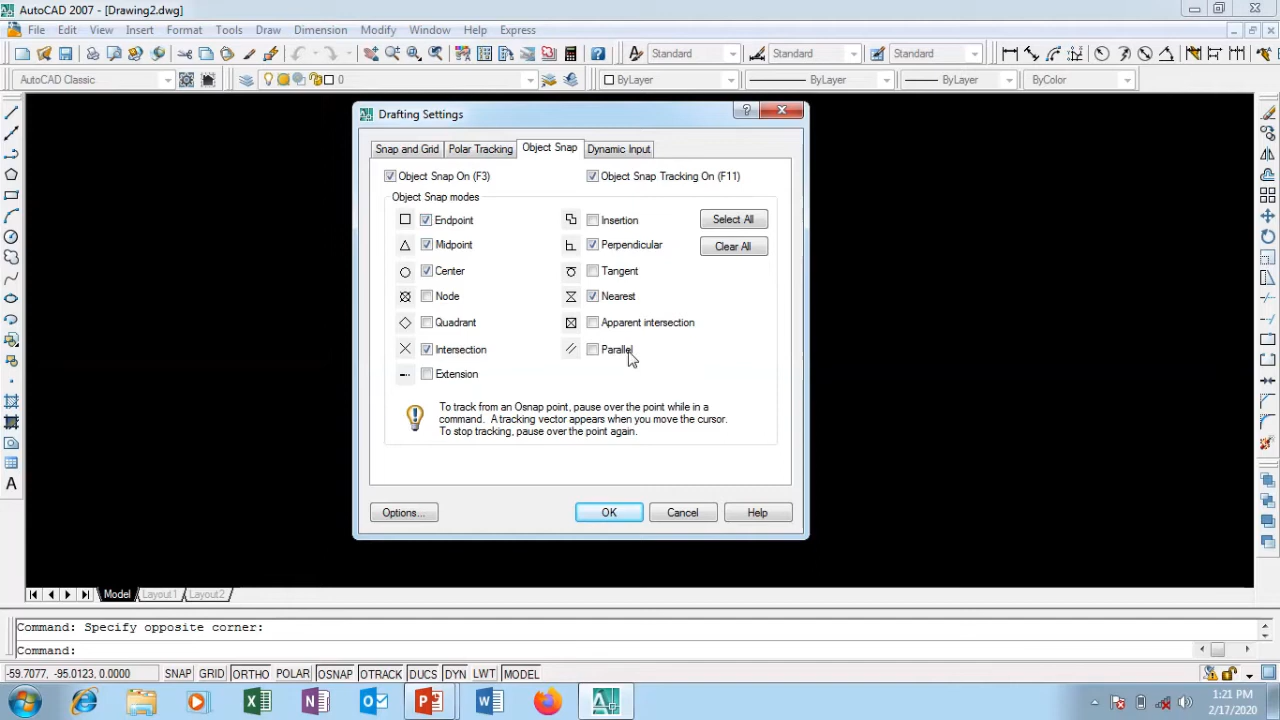 AutoCAD 2007 - [Drawing2.dwg]
File Edit View Insert Format Tools Draw Dimension Modify Window Help Express
Standard Standard Standard
AutoCAD Classic 0 ByLayer ByLayer ByLayer ByColor
Drafting Settings
Snap and Grid Polar Tracking Object Snap Dynamic Input
Object Snap On (F3) Object Snap Tracking On (F11)
Object Snap modes
Endpoint Insertion Select All
Midpoint Perpendicular Clear All
Center Tangent
Node Nearest
Quadrant Apparent intersection
Intersection Parallel
Extension
To track from an Osnap point, pause over the point while in a
command. A tracking vector appears when you move the cursor.
To stop tracking, pause over the point again.
Options... OK Cancel Help
A
Model Layout1 Layout2
Command: Specify opposite corner:
Command:
-59.7077, -95.0123, 0.0000 SNAP GRID ORTHO POLAR OSNAP OTRACK DUCS DYN LWT MODEL
1:21 PM
2/17/2020